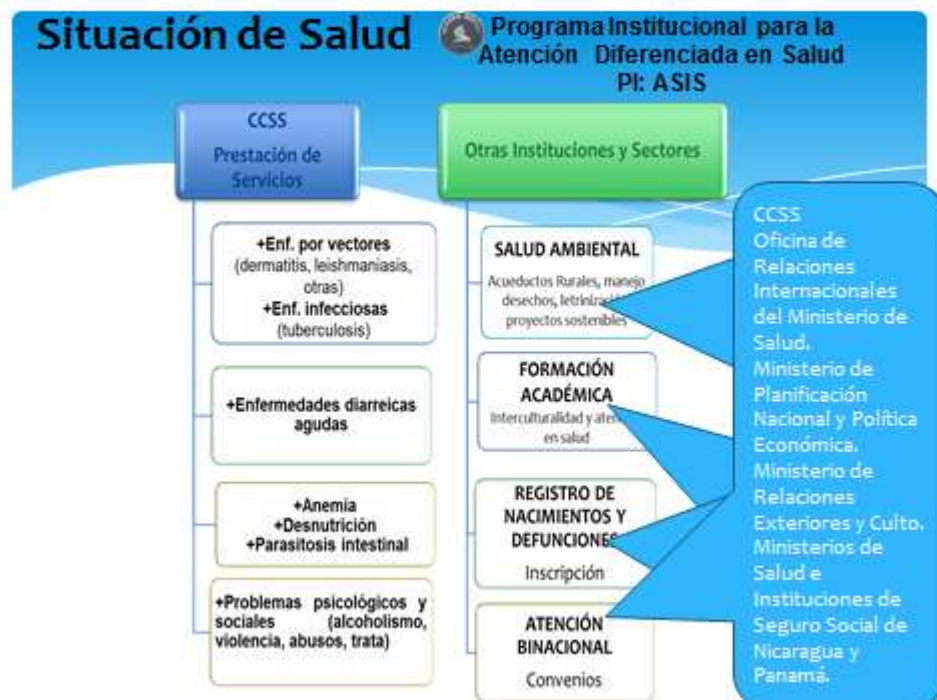 Situación de Salud
Programa Institucional para la
Atención Diferenciada en Salud
PI: ASIS
CCSS
Prestación de
Servicios
+Enf. por vectores
(dermatitis, leishmaniasis,
otras)
+Enf. infecciosas
(tuberculosis)
+Enfermedades diarreicas
agudas
+Anemia
+Desnutrición
+Parasitosis intestinal
+Problemas psicológicos y
sociales (alcoholismo,
violencia, abusos, trata)
Otras Instituciones y Sectores
SALUD AMBIENTAL
Acueductos Rurales, manejo
desechos,
proyectos sostenibles
FORMACIÓN
ACADÉMICA
Interculturalidad y
en salud
REGISTRO DE
NACIMIENTOS Y
DEFUNCIONES
Inscripción
ATENCIÓN
BINACIONAL
Convenios
CCSS
Oficina de
Relaciones
Internacionales
del Ministerio de
Salud.
Ministerio de
Planificación
Nacional y Política
Económica.
Ministerio de
Relaciones
Exteriores y Culto.
Ministerios de
Salud e
Instituciones de
Seguro Social de
Nicaragua y
Panamá.